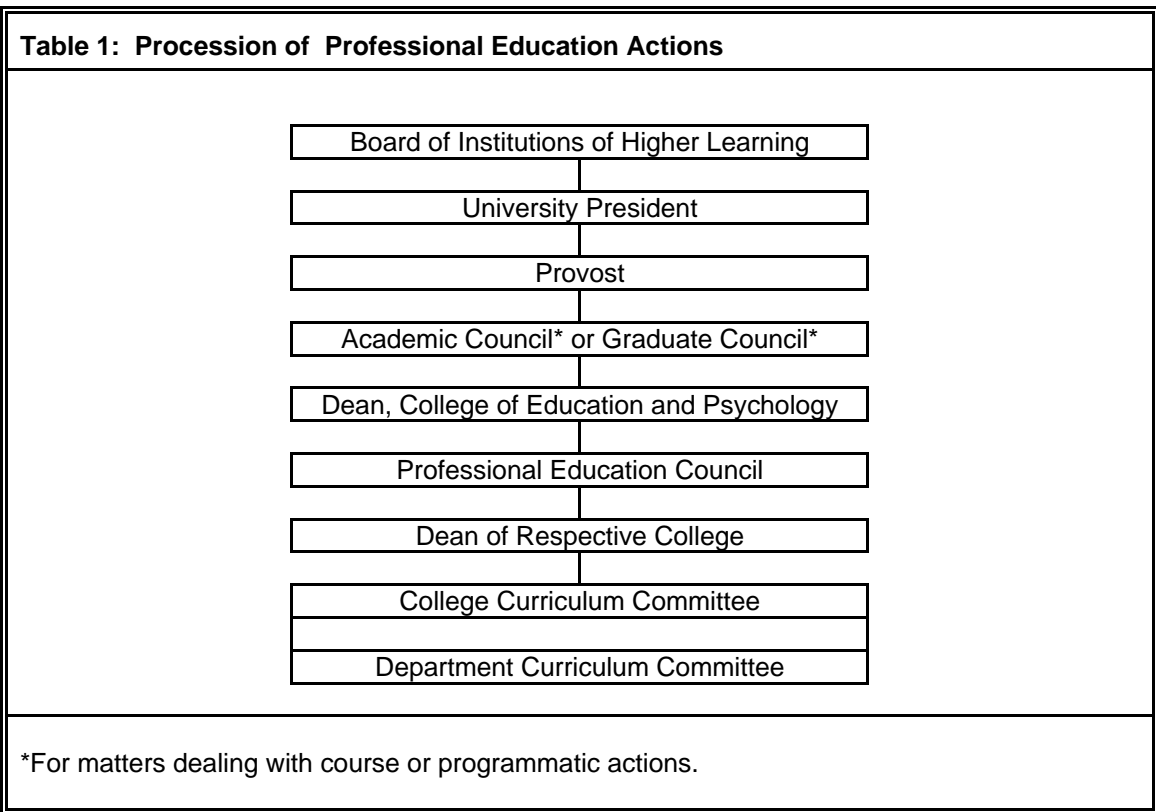 Table 1: Procession of Professional Education Actions
Board of Institutions of Higher Learning
University President
Provost
Academic Council* or Graduate Council*
Dean, College of Education and Psychology
Professional Education Council
Dean of Respective College
College Curriculum Committee
Department Curriculum Committee
*For matters dealing with course or programmatic actions.